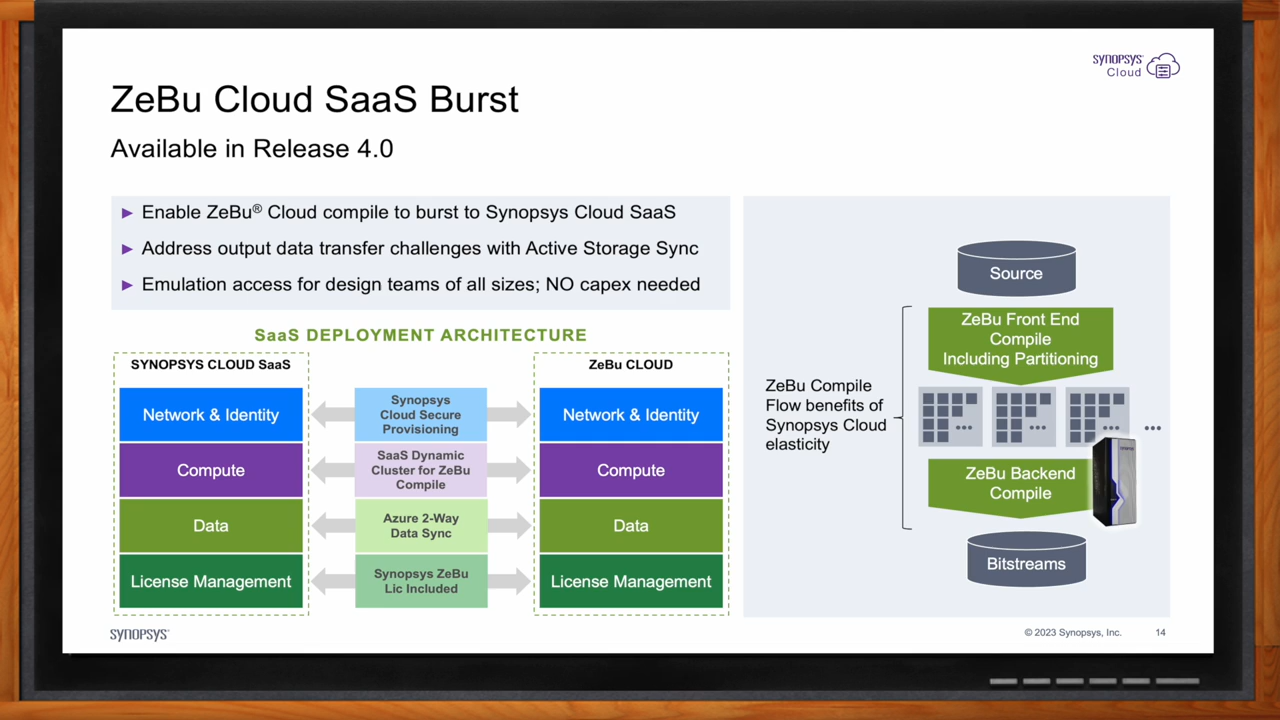 SYNOPSYS®
Cloud
ZeBu Cloud SaaS Burst
Available in Release 4.0
► Enable ZeBu® Cloud compile to burst to Synopsys Cloud SaaS
► Address output data transfer challenges with Active Storage Sync
► Emulation access for design teams of all sizes; NO capex needed
SaaS DEPLOYMENT ARCHITECTURE
SYNOPSYS CLOUD SaaS
ZeBu CLOUD
Network & Identity
Synopsys
Cloud Secure
Provisioning
Network & Identity
Compute
SaaS Dynamic
Cluster for ZeBu
Compile
Compute
Data
Azure 2-Way
Data Sync
Data
License Management
Synopsys ZeBu
Lic Included
License Management
ZeBu Compile
Flow benefits of
Synopsys Cloud
elasticity
Source
ZeBu Front End
Compile
Including Partitioning
ZeBu Backend
Compile
Bitstreams
SYNOPSYS®
© 2023 Synopsys, Inc.
14